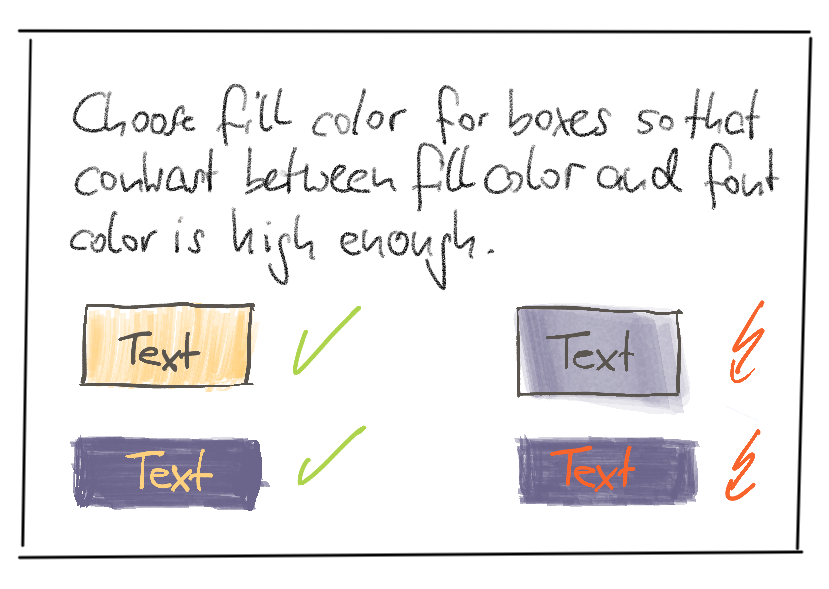 Choose fill color for boxes so that
contrast between fill color and font
color is high enough.
Text
Text
Text
Text